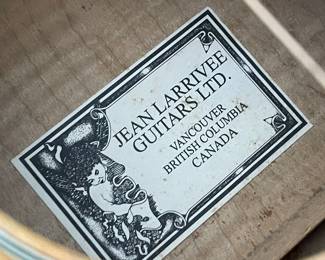 JEAN LARRIVEE
GUITARS LTD.
VANCOUVER
BRITISH COLUMBIA
CANADA